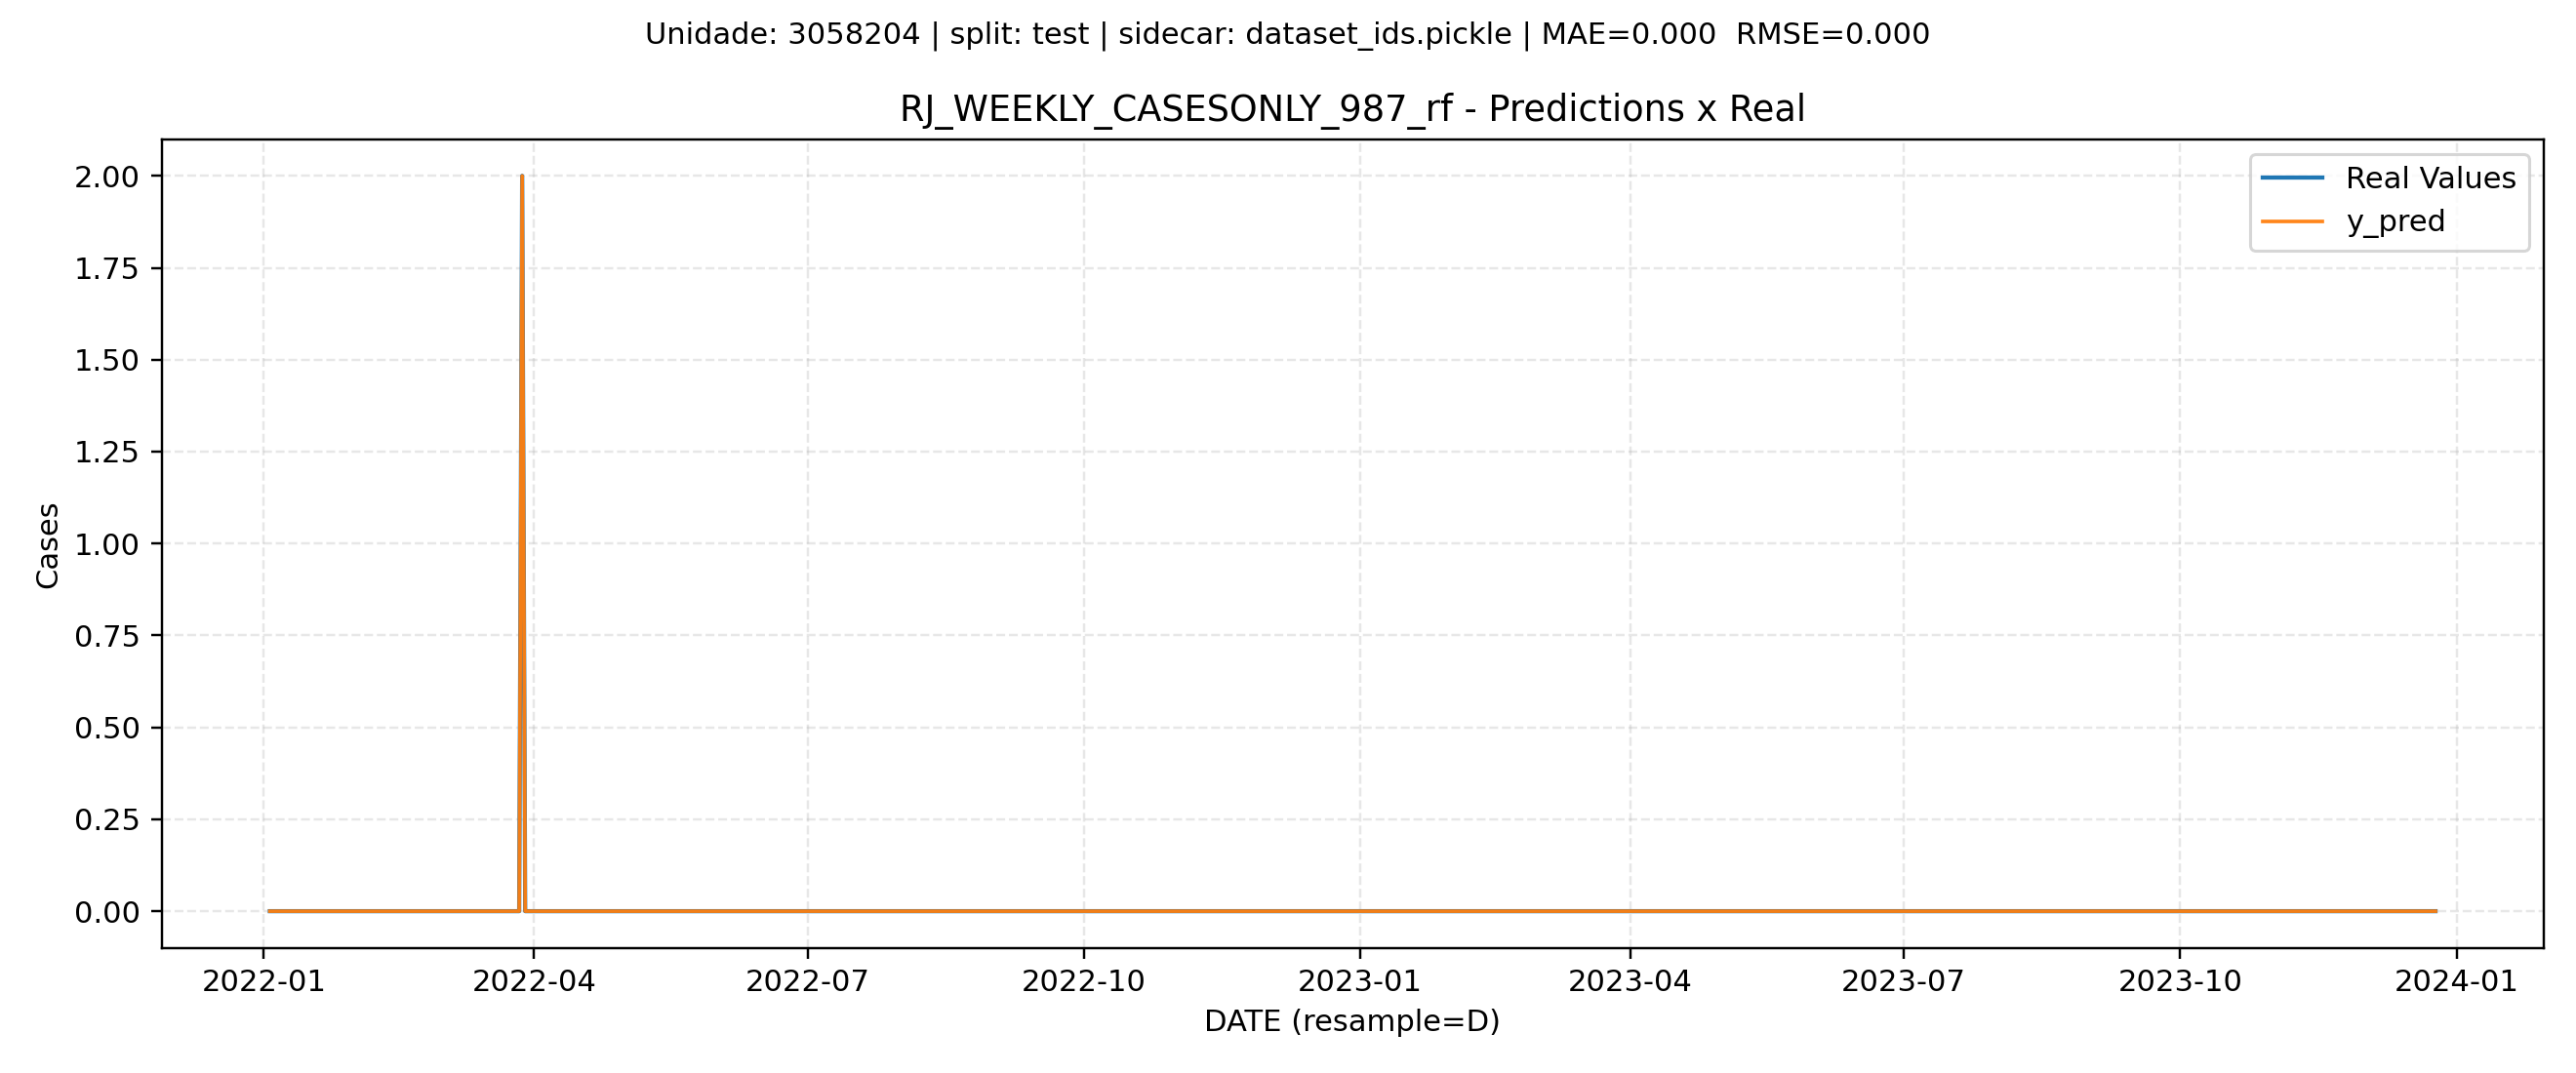 Unidade: 3058204 | split: test | sidecar: dataset_ids.pickle | MAE=0.000  RMSE=0.000
RJ_WEEKLY_CASESONLY_987_rf - Predictions x Real
Real Values
y_pred
Cases
2.00
1.75
1.50
1.25
1.00
0.75
0.50
0.25
0.00
2022-01 2022-04 2022-07 2022-10 2023-01 2023-04 2023-07 2023-10 2024-01
DATE (resample=D)